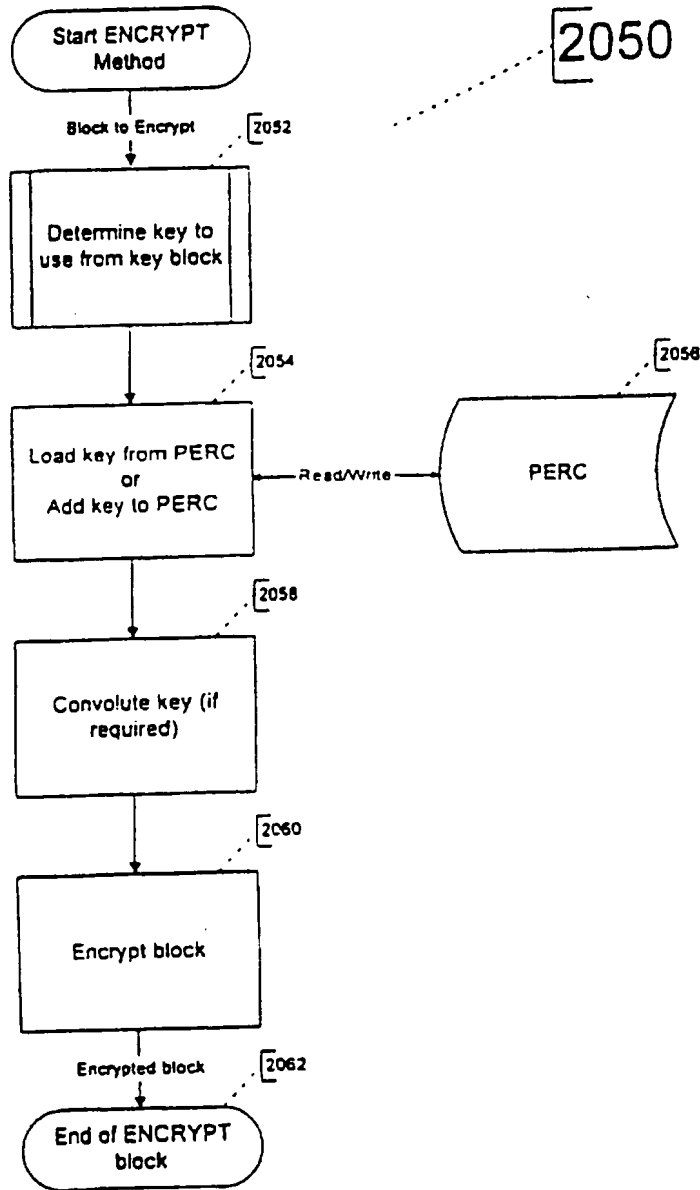 Start ENCRYPT
Method
2050
Block to Encrypt
2052
Determine key to
use from key block
2054
2056
Load key from PERC
or
Add key to PERC
Read/Write
PERC
2058
Convolute key (if
required)
2060
Encrypt block
Encrypted block
2062
End of ENCRYPT
block